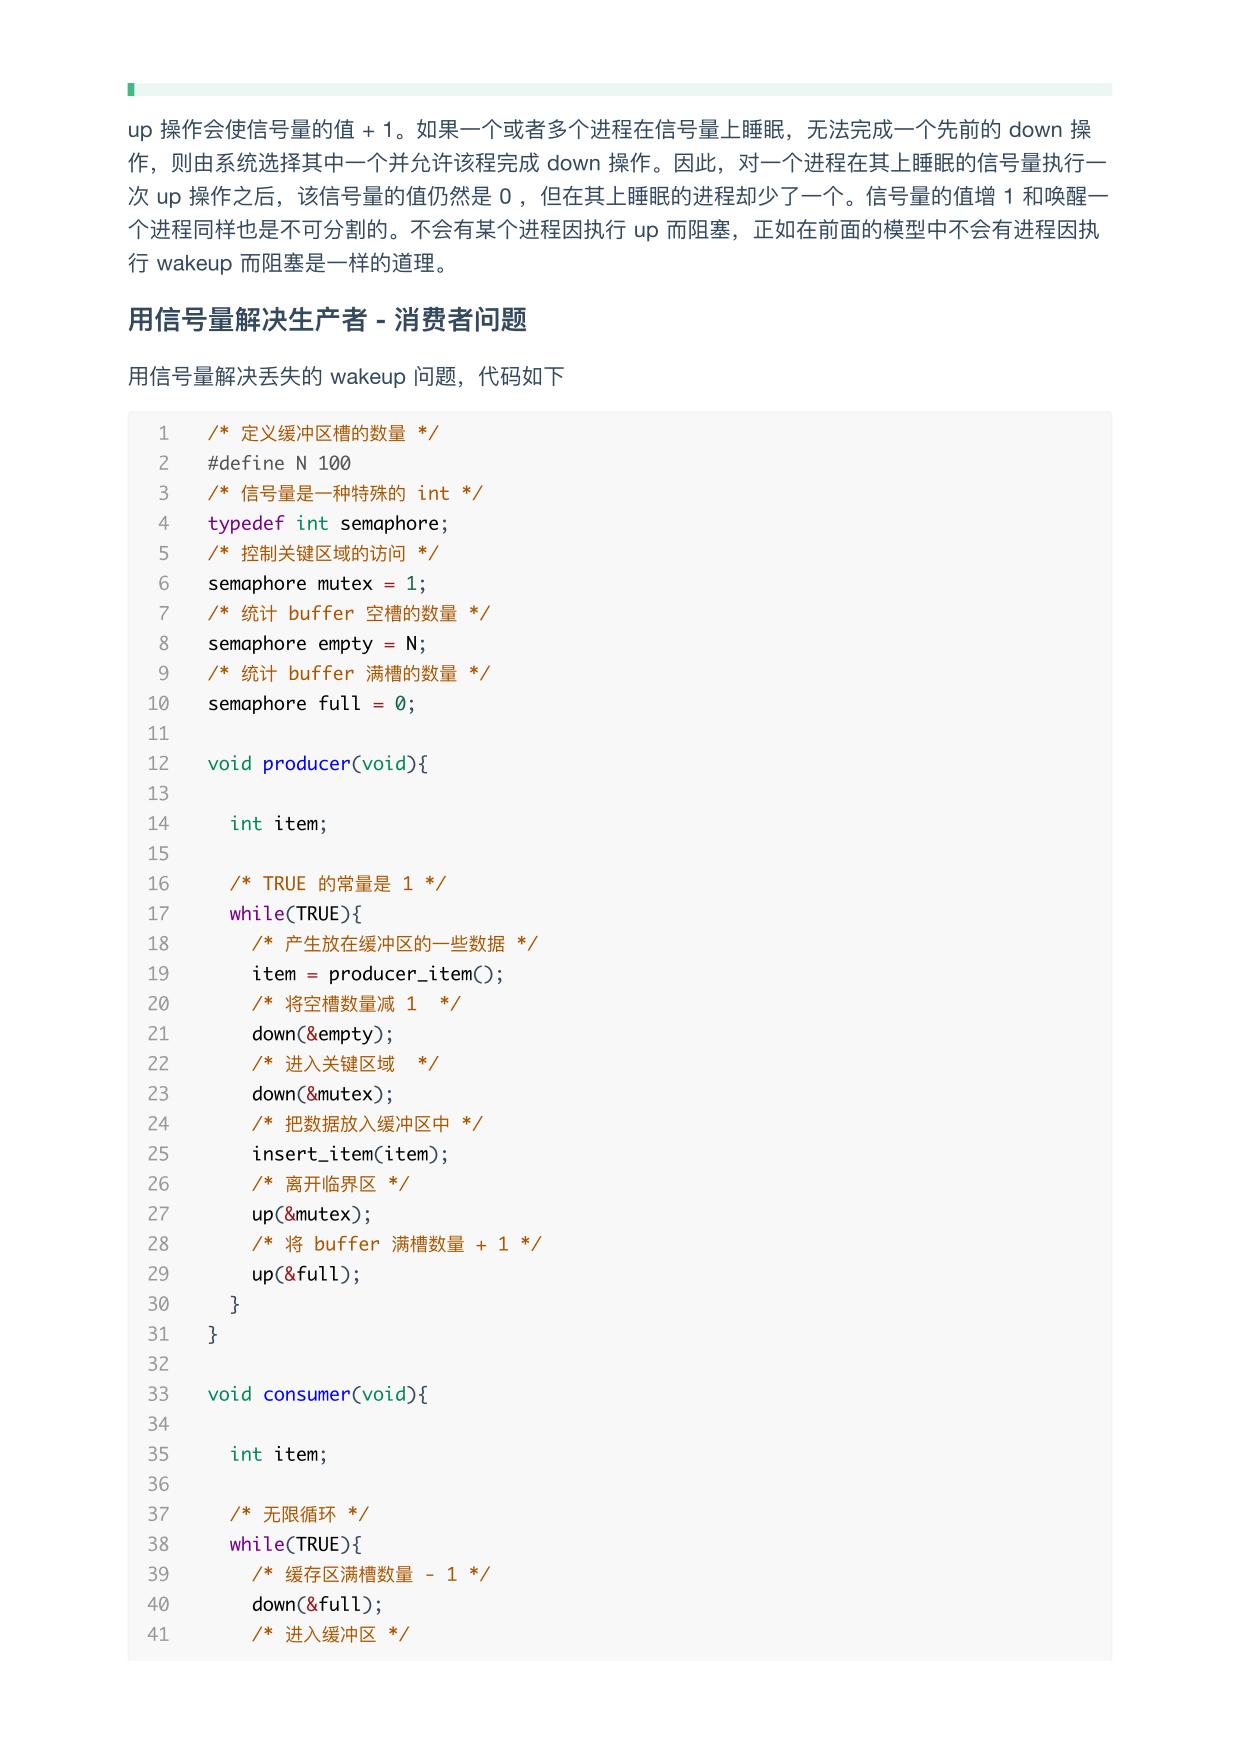 up 操作会使信号量的值 + 1。如果一个或者多个进程在信号量上睡眠，无法完成一个先前的 down 操
作，则由系统选择其中一个并允许该程完成 down 操作。因此，对一个进程在其上睡眠的信号量执行一
次 up 操作之后，该信号量的值仍然是 0 ，但在其上睡眠的进程却少了一个。信号量的值增 1 和唤醒一
个进程同样也是不可分割的。不会有某个进程因执行 up 而阻塞，正如在前面的模型中不会有进程因执
行 wakeup 而阻塞是一样的道理。
用信号量解决生产者 - 消费者问题
用信号量解决丢失的 wakeup 问题，代码如下
1 /* 定义缓冲区槽的数量 */
2 #define N 100
3 /* 信号量是一种特殊的 int */
4 typedef int semaphore;
5 /* 控制关键区域的访问 */
6 semaphore mutex = 1;
7 /* 统计 buffer 空槽的数量 */
8 semaphore empty = N;
9 /* 统计 buffer 满槽的数量 */
10 semaphore full = 0;
11
12 void producer(void){
13
14   int item;
15
16   /* TRUE 的常量是 1 */
17   while(TRUE){
18     /* 产生放在缓冲区的一些数据 */
19     item = producer_item();
20     /* 将空槽数量减 1  */
21     down(&empty);
22     /* 进入关键区域  */
23     down(&mutex);
24     /* 把数据放入缓冲区中 */
25     insert_item(item);
26     /* 离开临界区 */
27     up(&mutex);
28     /* 将 buffer 满槽数量 + 1 */
29     up(&full);
30   }
31 }
32
33 void consumer(void){
34
35   int item;
36
37   /* 无限循环 */
38   while(TRUE){
39     /* 缓存区满槽数量 - 1 */
40     down(&full);
41     /* 进入缓冲区 */